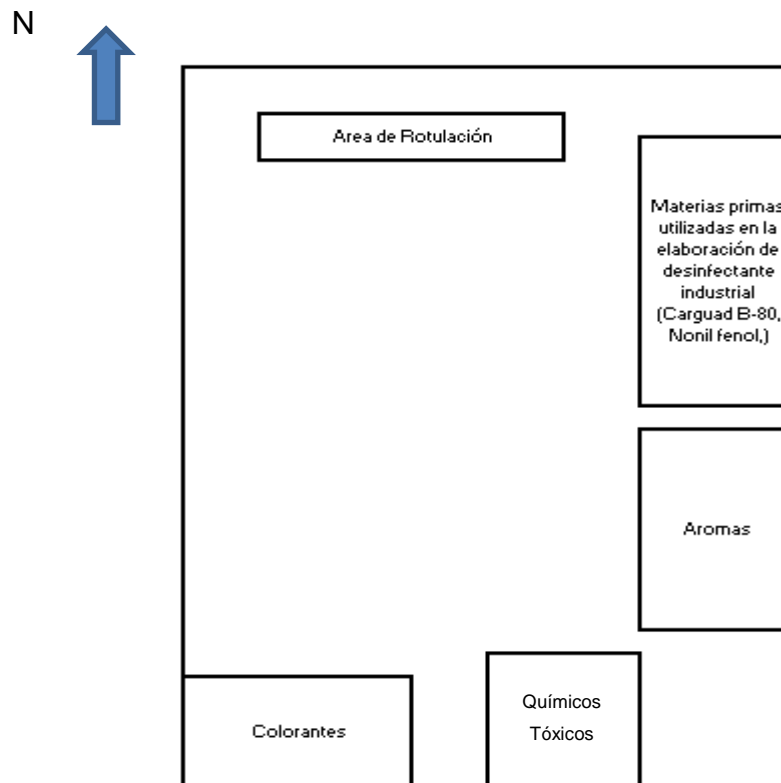 N
Area de Rotulación
Materias primas
utilizadas en la
elaboración de
desinfectante
industrial
(Carguad B-80,
Nonil fenol,)
Aromas
Químicos
Tóxicos
Colorantes